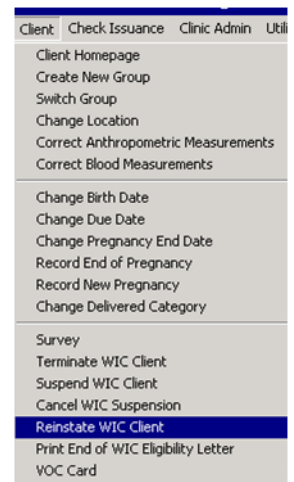 Client Check Issuance Clinic Admin
Client Homepage
Create New Group
Switch Group
Change Location
Correct Anthropometric Measurements
Correct Blood Measurements
Change Birth Date
Change Due Date
Change Pregnancy End Date
Record End of Pregnancy
Record New Pregnancy
Change Delivered Category
Survey
Terminate WIC Client
Suspend WIC Client
Cancel WIC Suspension
Reinstate WIC Client
Print End of WIC Eligibility Letter
VOC Card